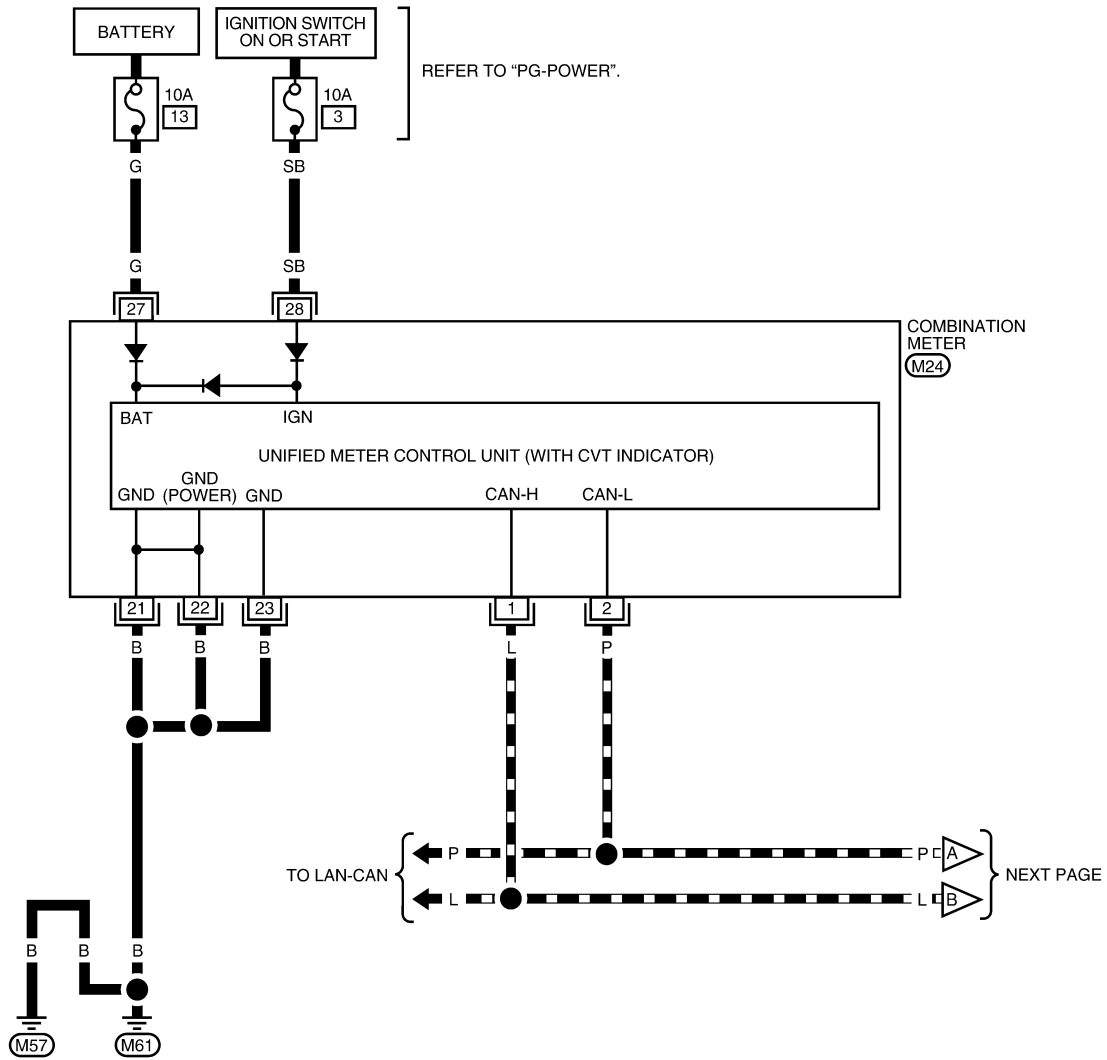 BATTERY
IGNITION SWITCH
ON OR START
REFER TO “PG-POWER”.
10A
13
10A
3
G
SB
G
SB
27
28
COMBINATION
METER
M24
BAT
IGN
UNIFIED METER CONTROL UNIT (WITH CVT INDICATOR)
GND
GND
(POWER)
GND
CAN-H
CAN-L
21
22
23
1
2
B
B
B
L
P
TO LAN-CAN
P
P
A
L
L
B
NEXT PAGE
B
B
B
M57
M61